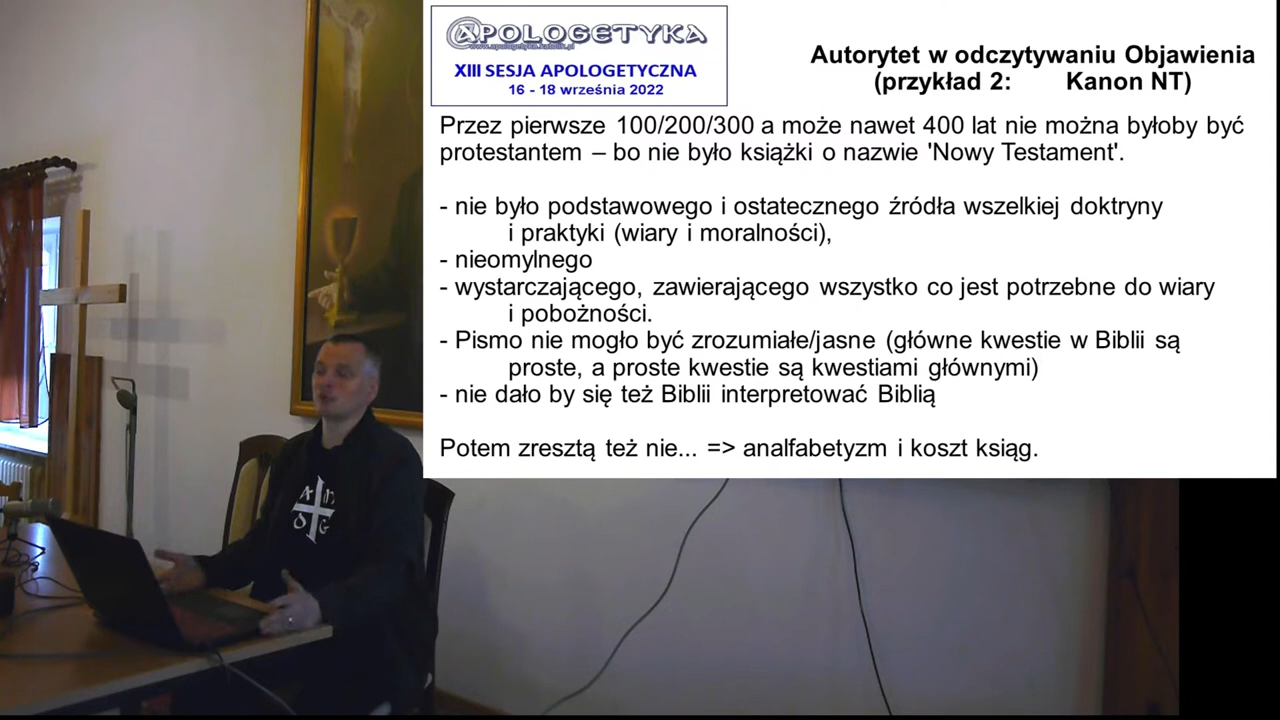 APOLOGETYKA
www.apologetyka.katolik.pl
XIII SESJA APOLOGETYCZNA
16 - 18 września 2022
Autorytet w odczytywaniu Objawienia
(przykład 2: Kanon NT)
Przez pierwsze 100/200/300 a może nawet 400 lat nie można byłoby być
protestantem – bo nie było książki o nazwie 'Nowy Testament'.
- nie było podstawowego i ostatecznego źródła wszelkiej doktryny
i praktyki (wiary i moralności),
- nieomylnego
- wystarczającego, zawierającego wszystko co jest potrzebne do wiary
i pobożności.
- Pismo nie mogło być zrozumiałe/jasne (główne kwestie w Biblii są
proste, a proste kwestie są kwestiami głównymi)
- nie dało by się też Biblii interpretować Biblią
Potem zresztą też nie... => analfabetyzm i koszt ksiąg.
A M
D G